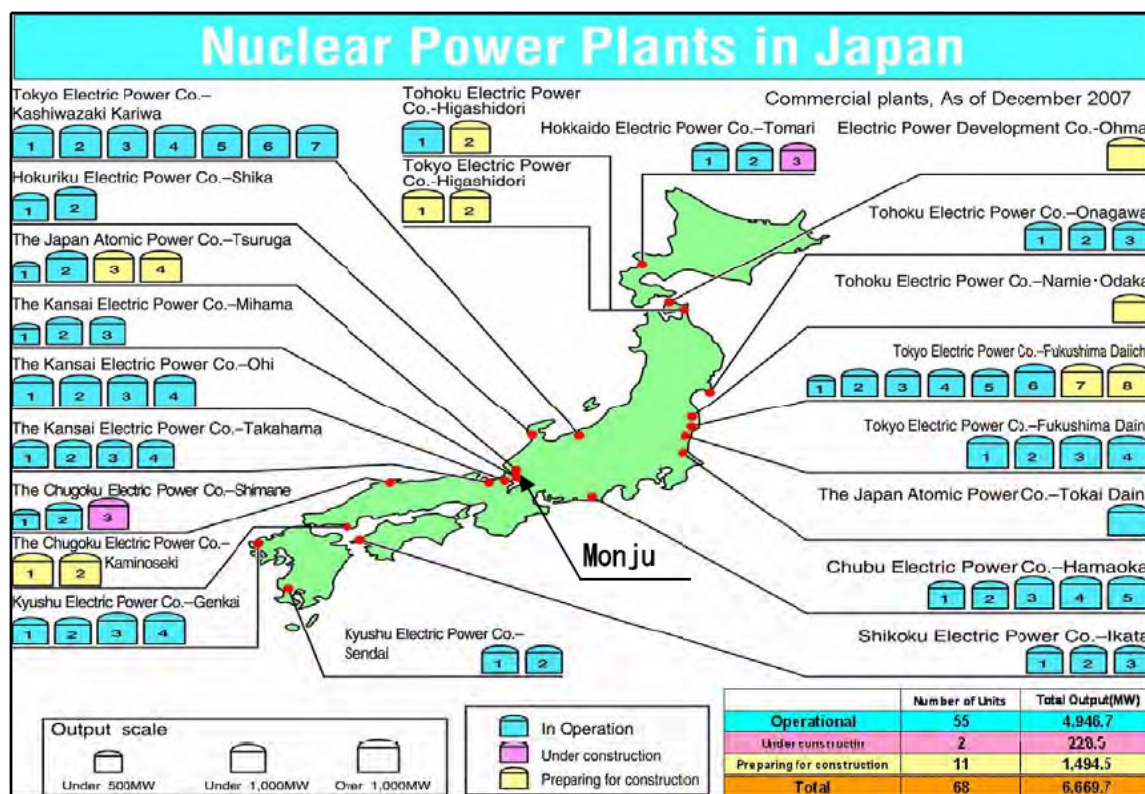 Nuclear Power Plants in Japan
Commercial plants, As of December 2007
Tokyo Electric Power Co.–
Kashiwazaki Kariwa
1 2 3 4 5 6 7
Hokuriku Electric Power Co.–Shika
1 2
The Japan Atomic Power Co.–Tsuruga
1 2 3 4
The Kansai Electric Power Co.–Mihama
1 2 3
The Kansai Electric Power Co.–Ohi
1 2 3 4
The Kansai Electric Power Co.–Takahama
1 2 3 4
The Chugoku Electric Power Co.–Shimane
1 2 3
The Chugoku Electric Power Co.–
Kaminoseki
1 2
Kyushu Electric Power Co.–Genkai
1 2 3 4
Tohoku Electric Power
Co.-Higashidori
1 2
Tokyo Electric Power
Co.-Higashidori
1 2
Hokkaido Electric Power Co.–Tomari
1 2 3
Electric Power Development Co.-Ohma
Tohoku Electric Power Co.–Onagawa
1 2 3
Tohoku Electric Power Co.–Namie・Odaka
Tokyo Electric Power Co.–Fukushima Daiichi
1 2 3 4 5 6 7 8
Tokyo Electric Power Co.–Fukushima Daini
1 2 3 4
The Japan Atomic Power Co.–Tokai Daini
Monju
Chubu Electric Power Co.–Hamaoka
1 2 3 4 5
Shikoku Electric Power Co.–Ikata
1 2 3
Kyushu Electric Power Co.–
Sendai
1 2
Output scale
Under 500MW Under 1,000MW Over 1,000MW
In Operation
Under construction
Preparing for construction
Number of Units Total Output(MW)
Operational 55 4,946.7
Under constructin 2 228.5
Preparing for construction 11 1,494.5
Total 68 6,669.7